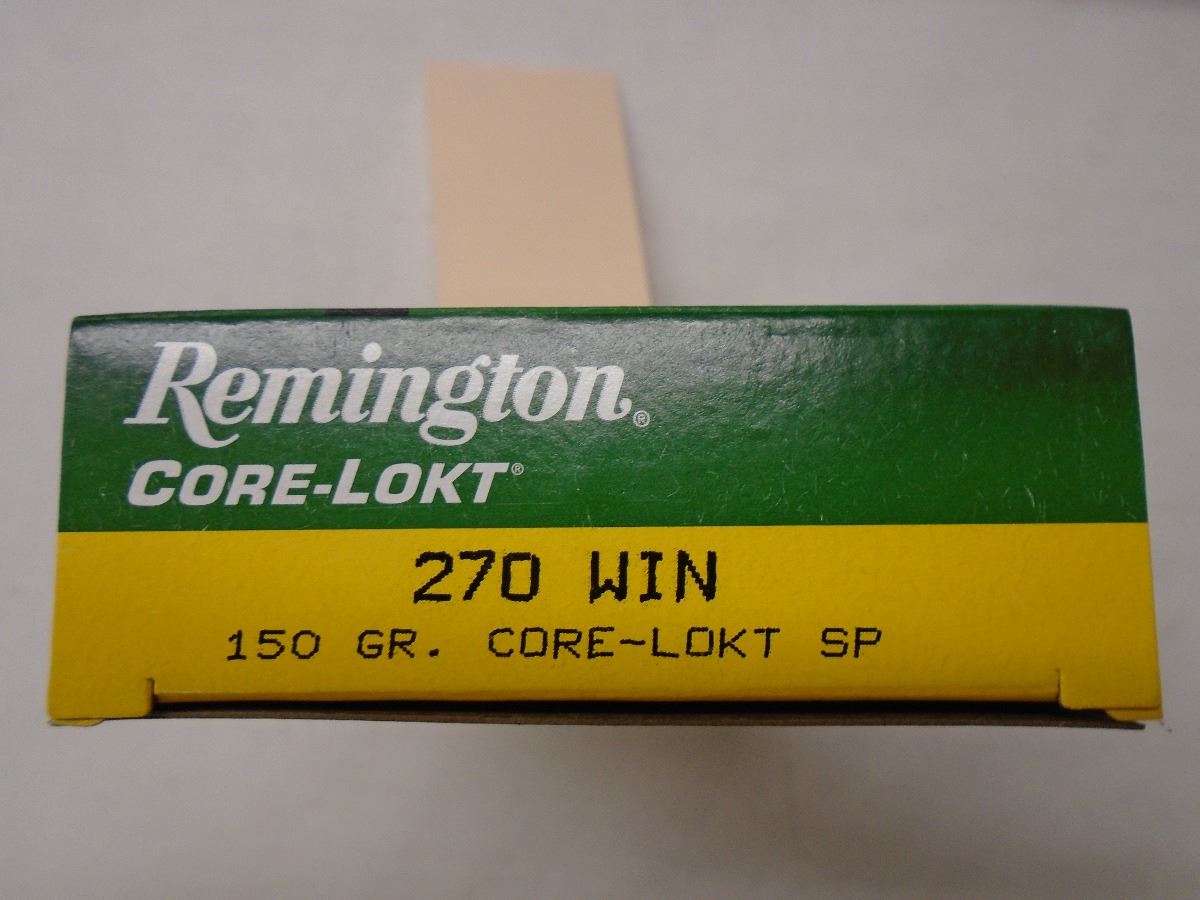 Remington®
CORE-LOKT®
270 WIN
150 GR. CORE-LOKT SP